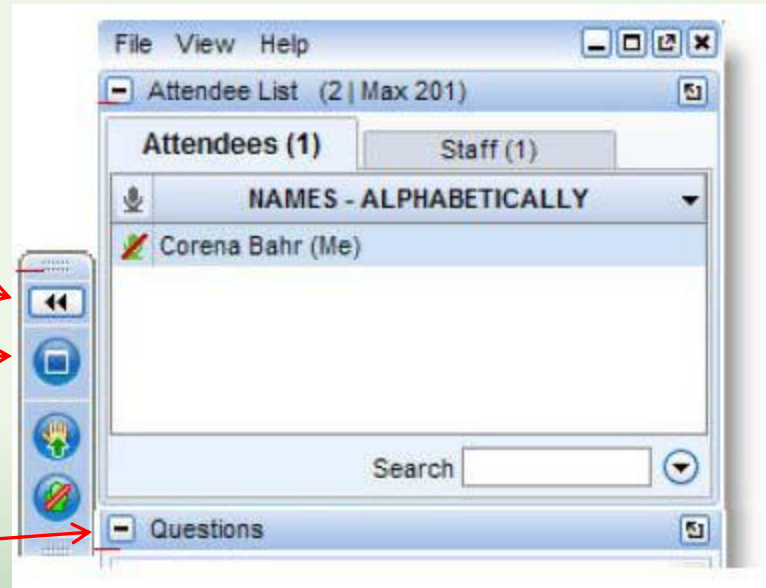 File View Help
Attendee List (2 | Max 201)
Attendees (1) Staff (1)
NAMES - ALPHABETICALLY
Corena Bahr (Me)
Search
Questions